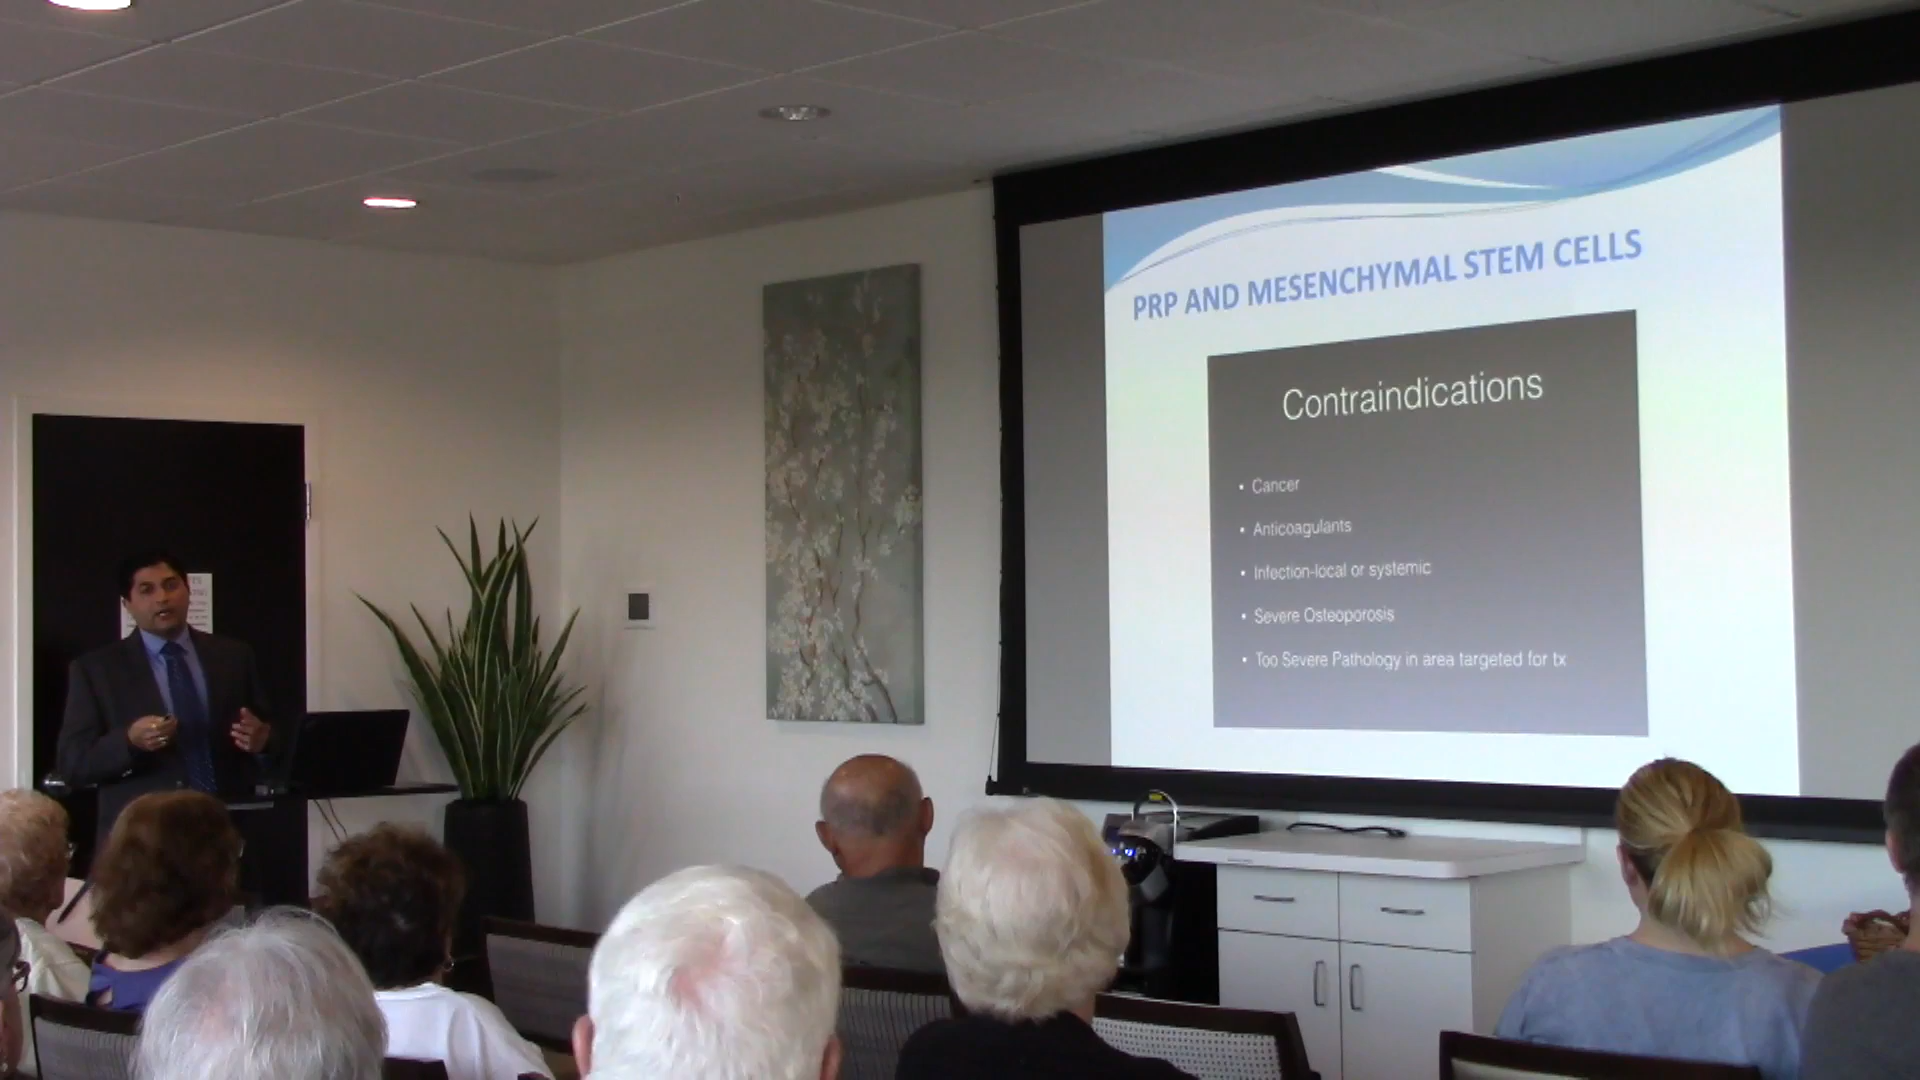 PRP AND MESENCHYMAL STEM CELLS
Contraindications
• Cancer
• Anticoagulants
• Infection-local or systemic
• Severe Osteoporosis
• Too Severe Pathology in area targeted for tx